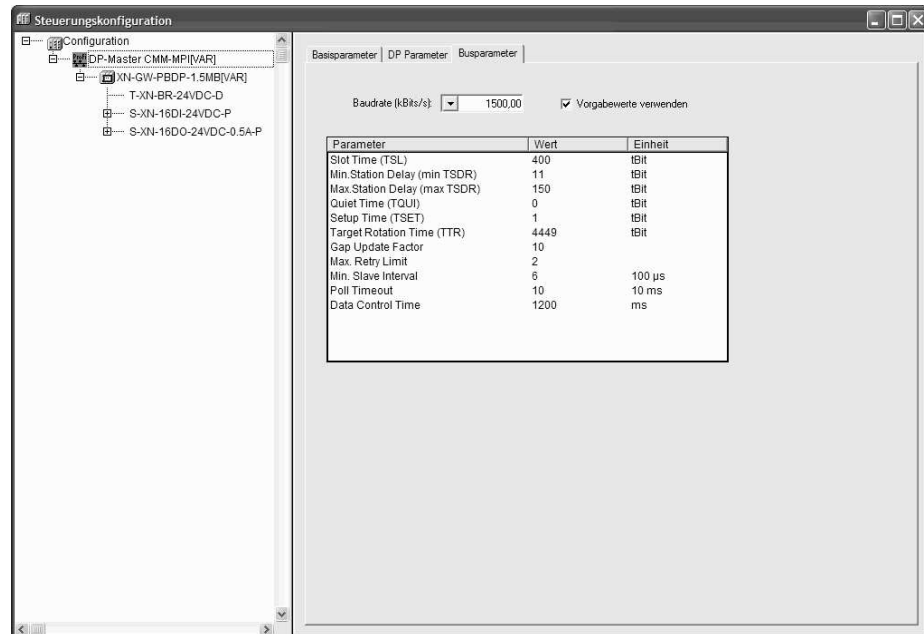 Steuerungskonfiguration
Configuration
DP-Master CMM-MPI[VAR]
XN-GW-PBDP-1.5MB[VAR]
T-XN-BR-24VDC-D
S-XN-16DI-24VDC-P
S-XN-16DO-24VDC-0.5A-P
Basisparameter DP Parameter Busparameter
Baudrate (kBits/s): 1500,00 Vorgabewerte verwenden
Parameter Wert Einheit
Slot Time (TSL) 400 tBit
Min.Station Delay (min TSDR) 11 tBit
Max.Station Delay (max TSDR) 150 tBit
Quiet Time (TQUI) 0 tBit
Setup Time (TSET) 1 tBit
Target Rotation Time (TTR) 4449 tBit
Gap Update Factor 10
Max. Retry Limit 2
Min. Slave Interval 6 100 µs
Poll Timeout 10 10 ms
Data Control Time 1200 ms